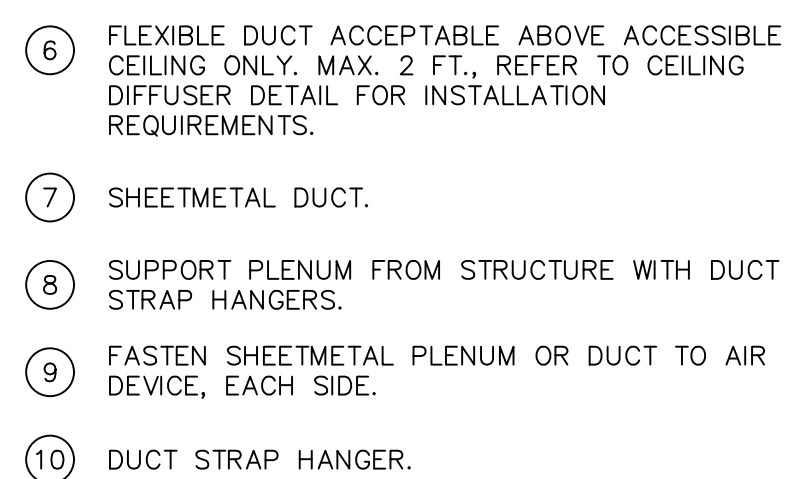 6 FLEXIBLE DUCT ACCEPTABLE ABOVE ACCESSIBLE
CEILING ONLY. MAX. 2 FT., REFER TO CEILING
DIFFUSER DETAIL FOR INSTALLATION
REQUIREMENTS.
7 SHEETMETAL DUCT.
8 SUPPORT PLENUM FROM STRUCTURE WITH DUCT
STRAP HANGERS.
9 FASTEN SHEETMETAL PLENUM OR DUCT TO AIR
DEVICE, EACH SIDE.
10 DUCT STRAP HANGER.